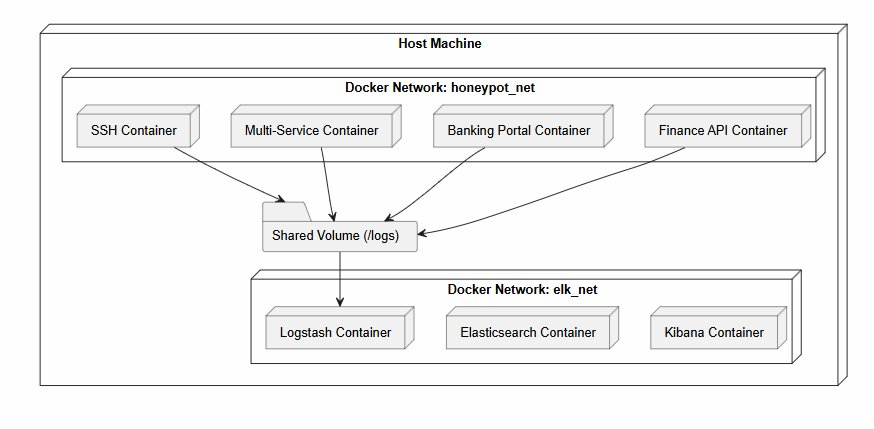 Host Machine
Docker Network: honeypot_net
SSH Container
Multi-Service Container
Banking Portal Container
Finance API Container
Shared Volume (/logs)
Docker Network: elk_net
Logstash Container
Elasticsearch Container
Kibana Container